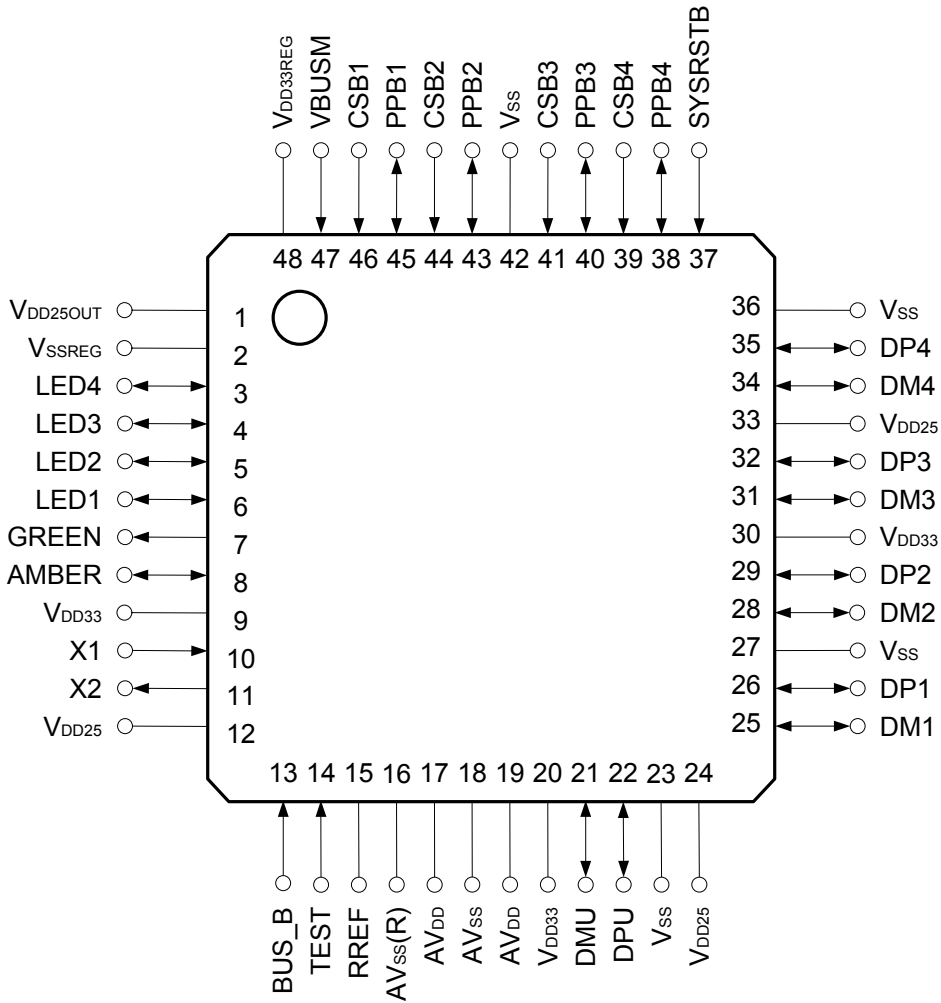 VDD33REG
VBUSM
CSB1
PPB1
CSB2
PPB2
VSS
CSB3
PPB3
CSB4
PPB4
SYSRSTB
48 47 46 45 44 43 42 41 40 39 38 37
VDD25OUT 1
VSSREG 2
LED4 3
LED3 4
LED2 5
LED1 6
GREEN 7
AMBER 8
VDD33 9
X1 10
X2 11
VDD25 12
36 VSS
35 DP4
34 DM4
33 VDD25
32 DP3
31 DM3
30 VDD33
29 DP2
28 DM2
27 VSS
26 DP1
25 DM1
13 14 15 16 17 18 19 20 21 22 23 24
BUS_B
TEST
RREF
AVSS(R)
AVDD
AVSS
AVDD
VDD33
DMU
DPU
VSS
VDD25